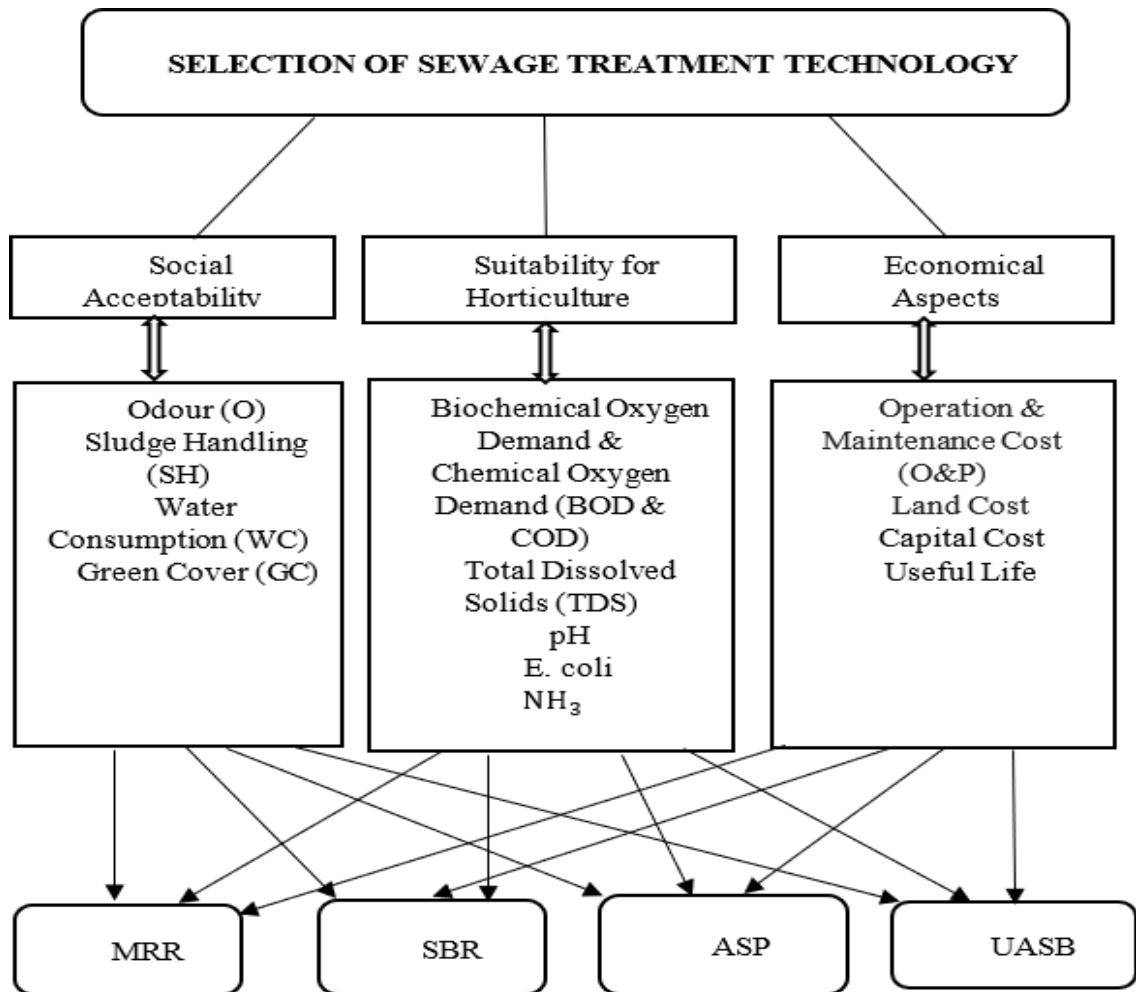 SELECTION OF SEWAGE TREATMENT TECHNOLOGY
Social
Acceptability
Suitability for
Horticulture
Economical
Aspects
Odour (O)
Sludge Handling
(SH)
Water
Consumption (WC)
Green Cover (GC)
Biochemical Oxygen
Demand &
Chemical Oxygen
Demand (BOD &
COD)
Total Dissolved
Solids (TDS)
pH
E. coli
NH₃
Operation &
Maintenance Cost
(O&P)
Land Cost
Capital Cost
Useful Life
MRR
SBR
ASP
UASB